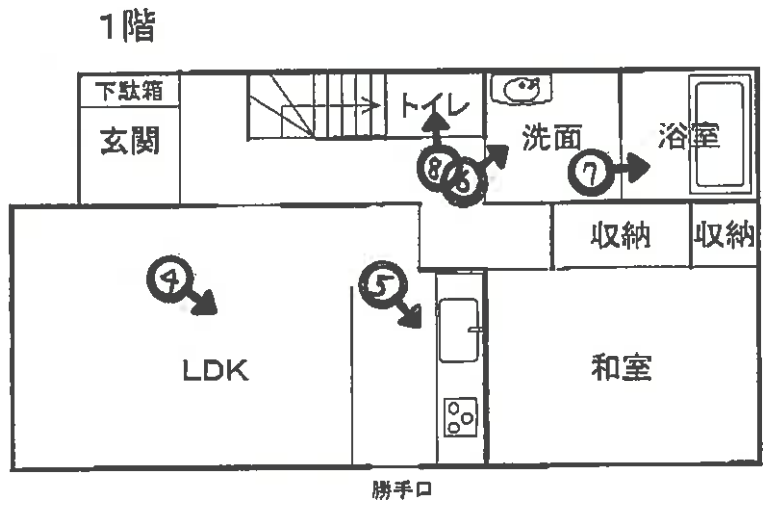 1階
下駄箱
玄関
トイレ
洗面
浴室
⑧
⑥
⑦
収納
収納
④
⑤
LDK
和室
勝手口